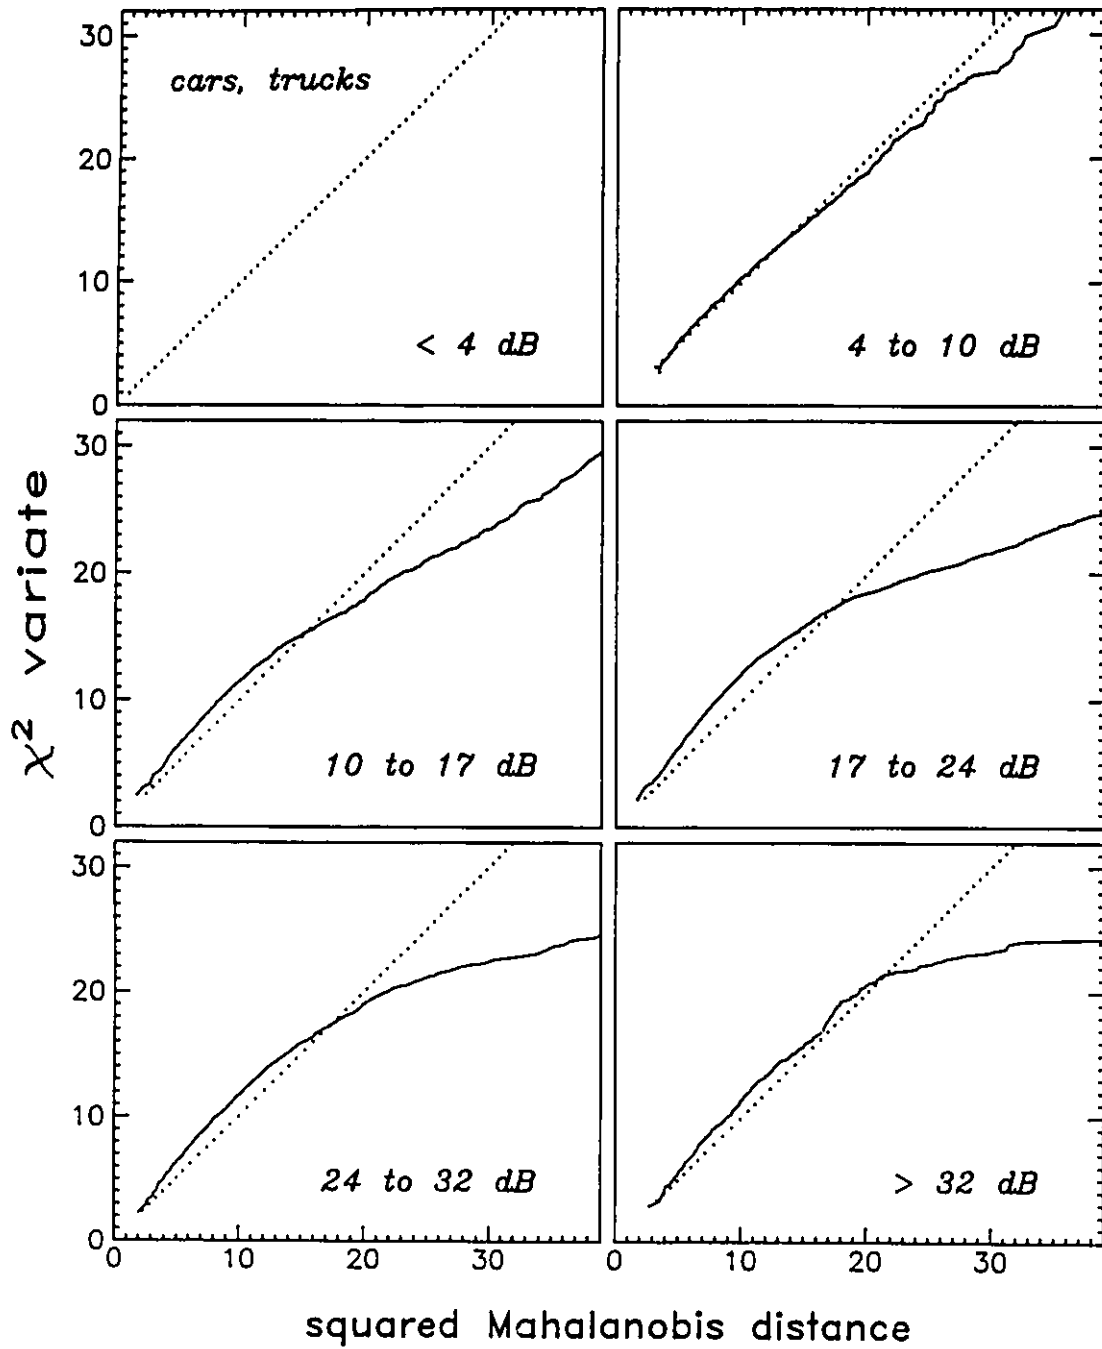 30
20
10
0
cars, trucks
< 4 dB
4 to 10 dB
30
20
10
0
10 to 17 dB
17 to 24 dB
χ² variate
30
20
10
0
24 to 32 dB
> 32 dB
0 10 20 30
0 10 20 30
squared Mahalanobis distance